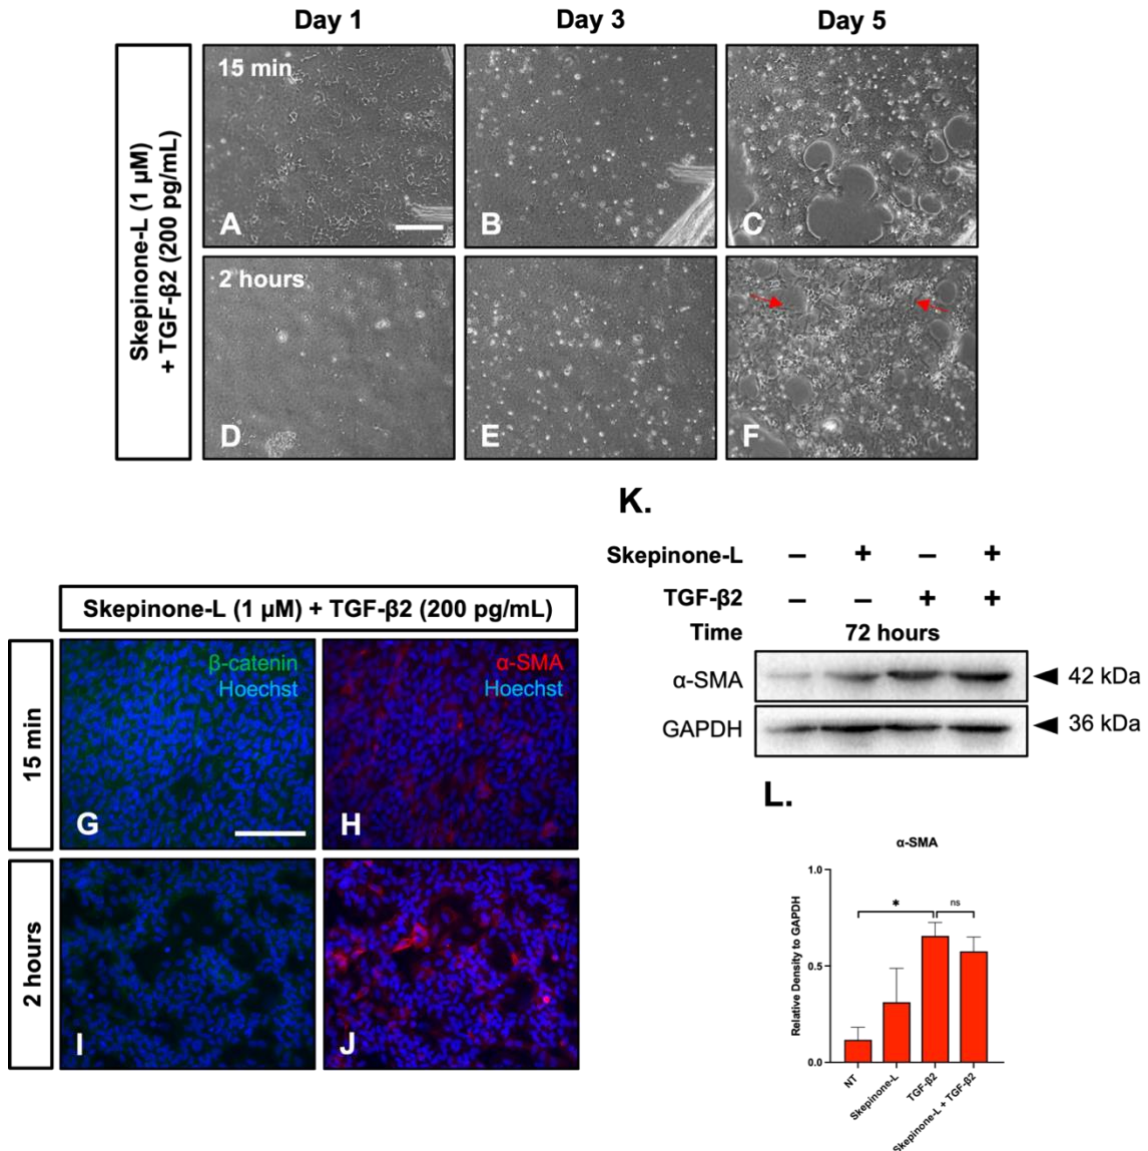 Day 1 Day 3 Day 5
Skepinone-L (1 μM)
+ TGF-β2 (200 pg/mL)
15 min
A B C
2 hours
D E F
Skepinone-L (1 μM) + TGF-β2 (200 pg/mL)
15 min
β-catenin
Hoechst
α-SMA
Hoechst
G H
2 hours
I J
K.
Skepinone-L – + – +
TGF-β2 – – + +
Time 72 hours
α-SMA 42 kDa
GAPDH 36 kDa
L.
α-SMA
Relative Density to GAPDH
1.0
0.5
0.0
* ns
NT
Skepinone-L
TGF-β2
Skepinone-L + TGF-β2